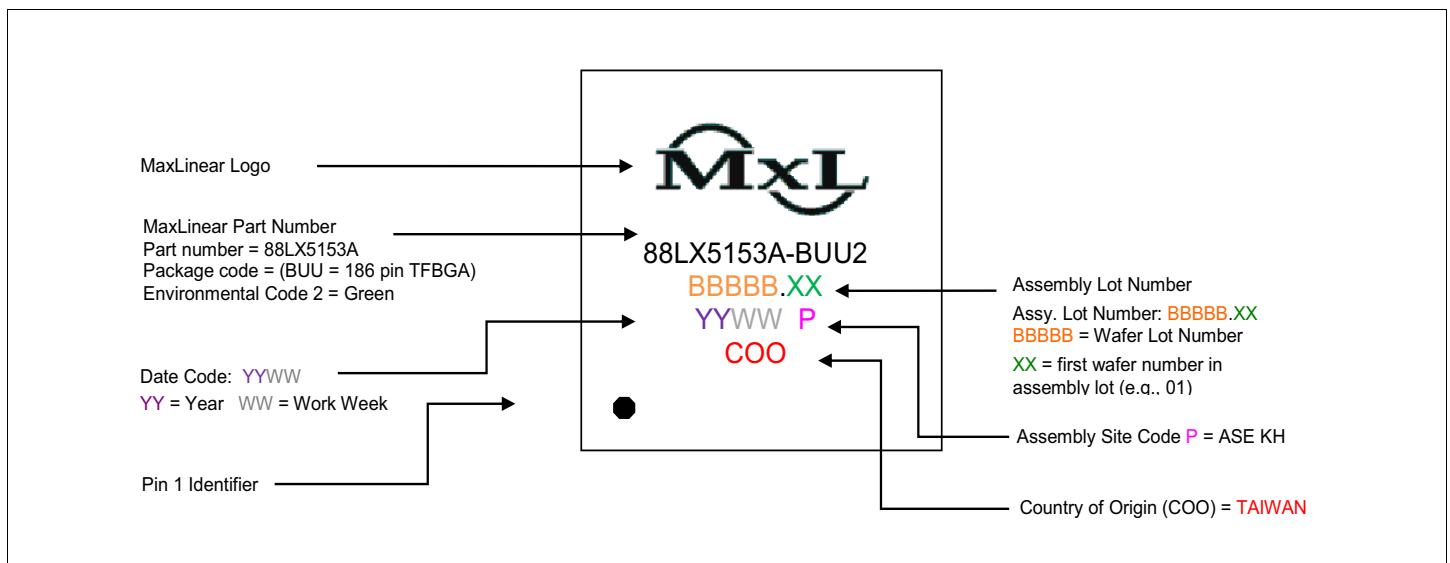 MaxLinear Logo
MaxLinear Part Number
Part number = 88LX5153A
Package code = (BUU = 186 pin TFBGA)
Environmental Code 2 = Green
Date Code: YYWW
YY = Year WW = Work Week
Pin 1 Identifier
MxL
88LX5153A-BUU2
BBBBB.XX
YYWW P
COO
Assembly Lot Number
Assy. Lot Number: BBBBB.XX
BBBBB = Wafer Lot Number
XX = first wafer number in
assembly lot (e.g., 01)
Assembly Site Code P = ASE KH
Country of Origin (COO) = TAIWAN